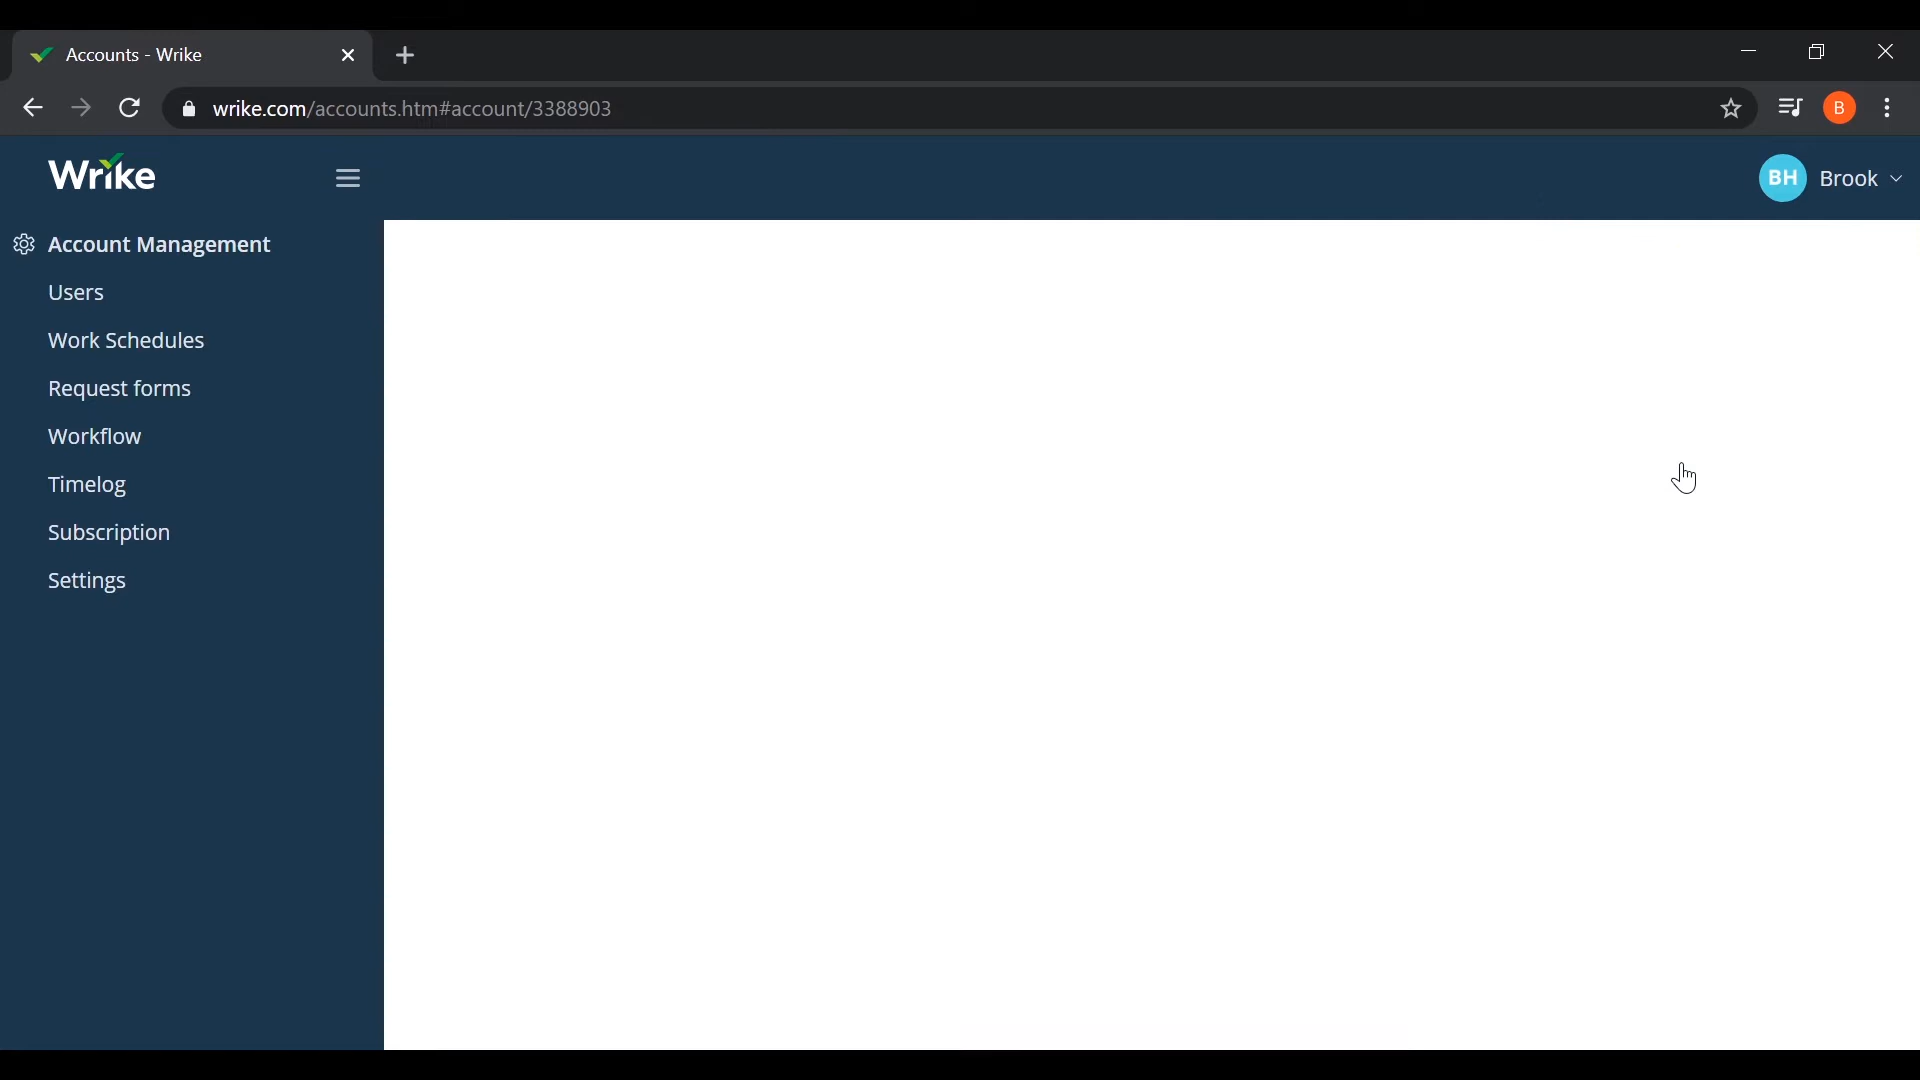 Accounts - Wrike
wrike.com/accounts.htm#account/3388903
B
Wrike
BH Brook
Account Management
Users
Work Schedules
Request forms
Workflow
Timelog
Subscription
Settings